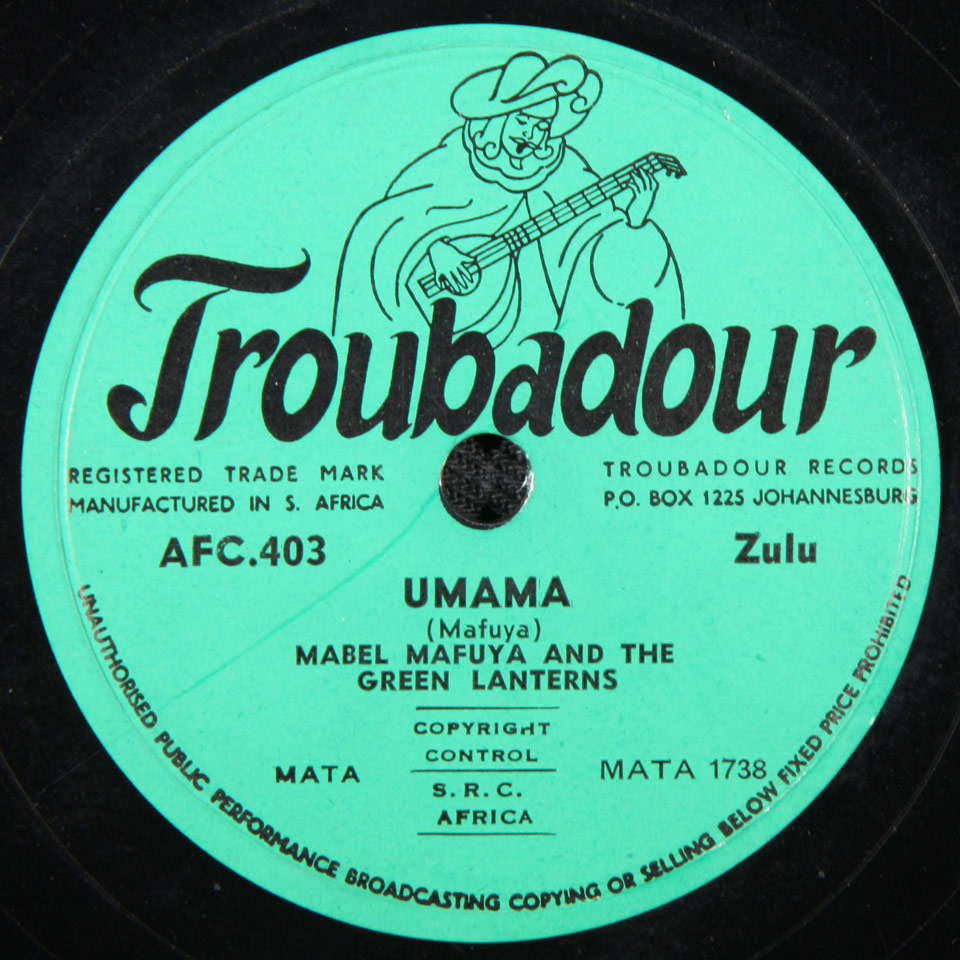 Troubadour
REGISTERED TRADE MARK
MANUFACTURED IN S. AFRICA
TROUBADOUR RECORDS
P.O. BOX 1225 JOHANNESBURG
AFC.403
Zulu
UMAMA
(Mafuya)
MABEL MAFUYA AND THE
GREEN LANTERNS
COPYRIGHT
CONTROL
MATA
MATA 1738
S.R.C.
AFRICA
UNAUTHORISED PUBLIC PERFORMANCE BROADCASTING COPYING OR SELLING BELOW FIXED PRICE PROHIBITED